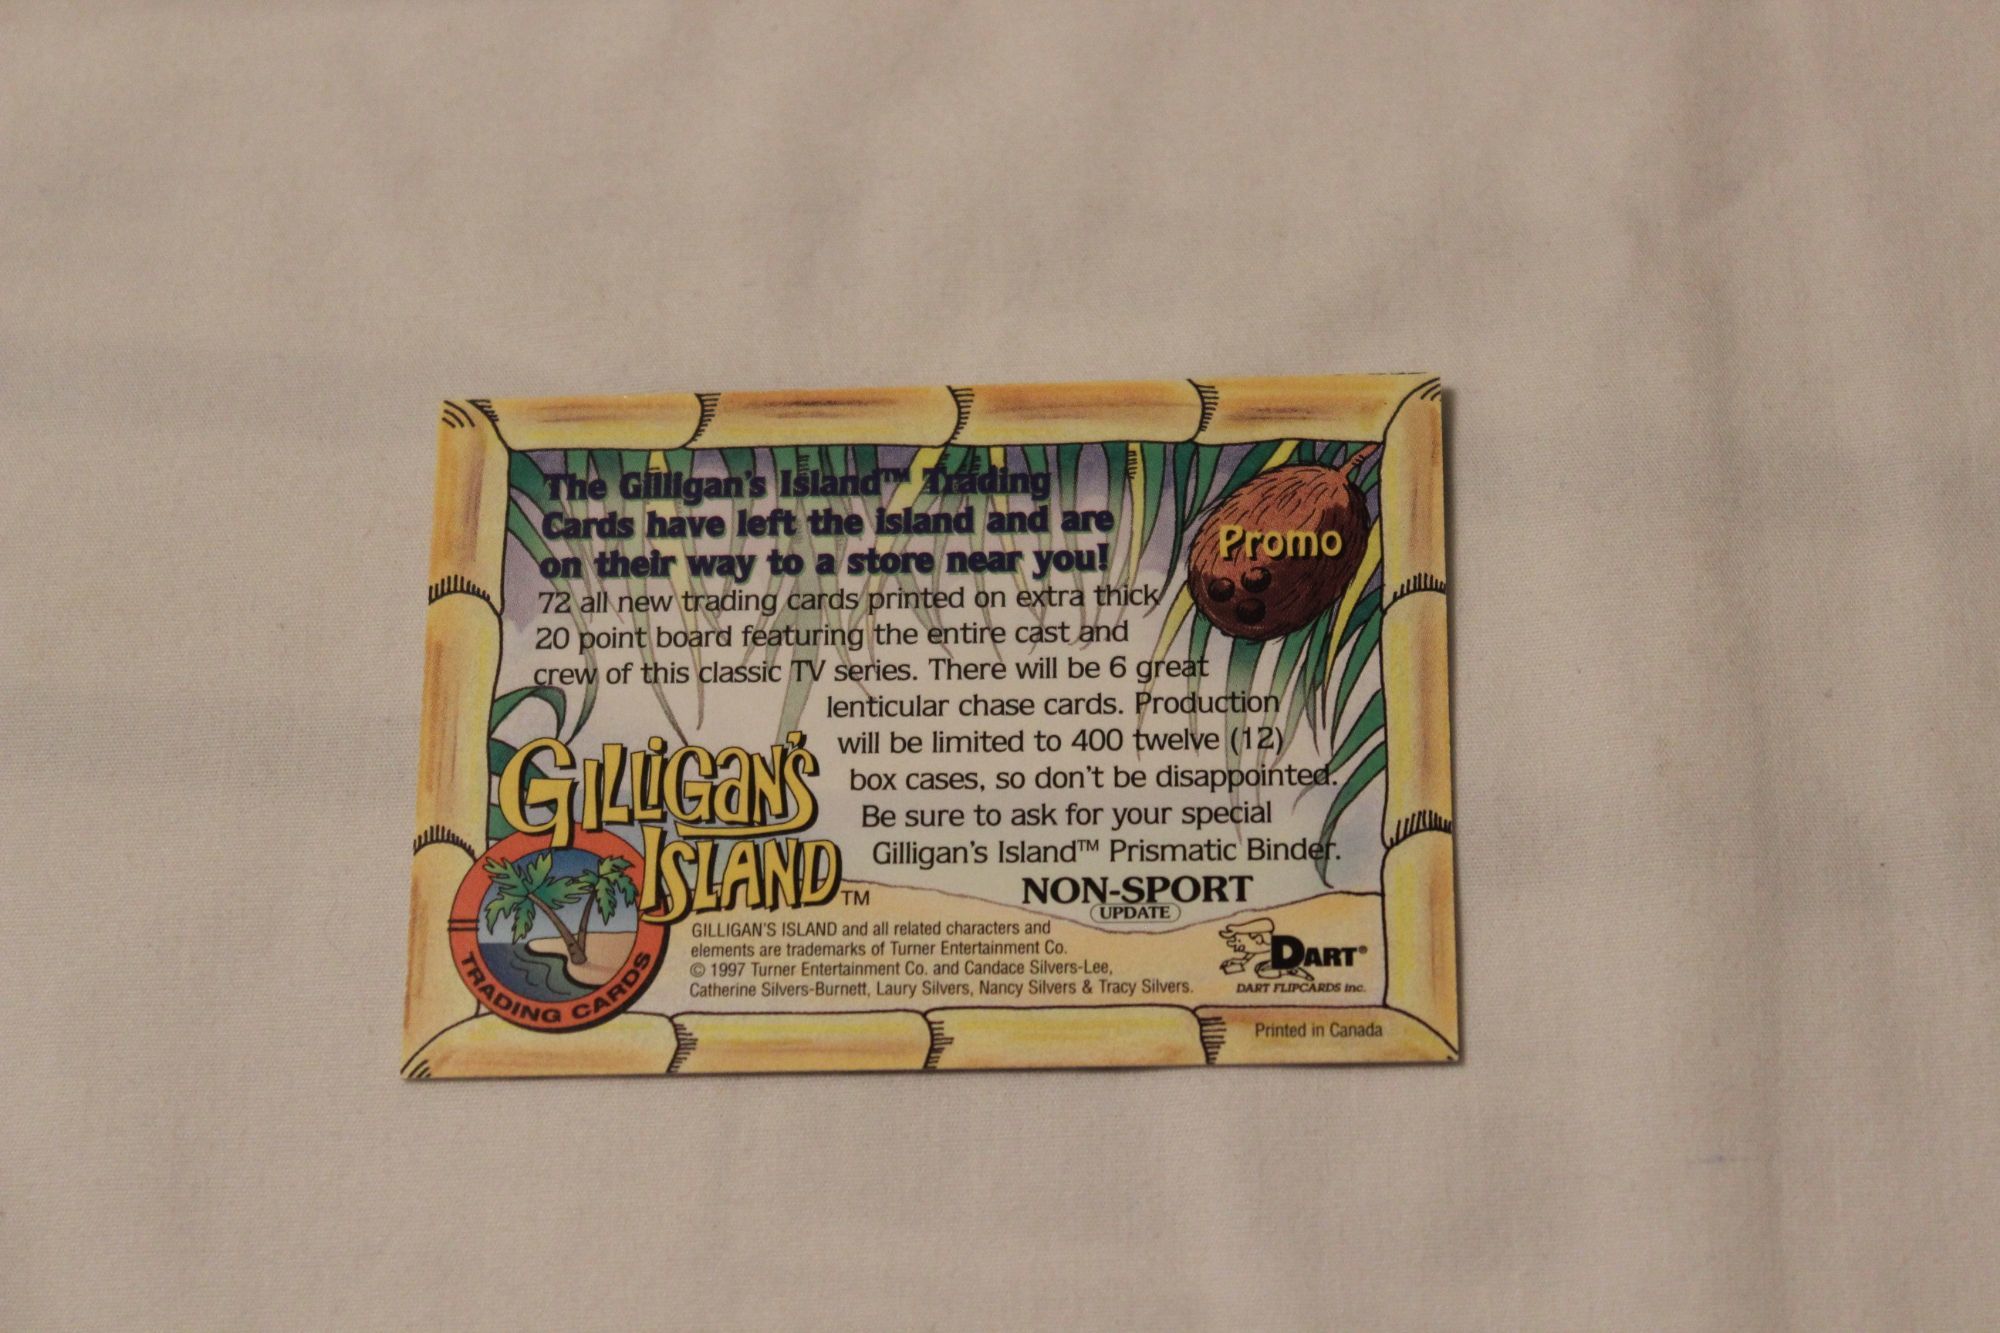 The Gilligan's Island™ Trading
Cards have left the island and are
on their way to a store near you!
Promo
72 all new trading cards printed on extra thick
20 point board featuring the entire cast and
crew of this classic TV series. There will be 6 great
lenticular chase cards. Production
will be limited to 400 twelve (12)
box cases, so don't be disappointed.
Be sure to ask for your special
Gilligan's Island™ Prismatic Binder.
GILLIGAN'S
ISLAND™
TRADING CARDS
NON-SPORT
UPDATE
GILLIGAN'S ISLAND and all related characters and
elements are trademarks of Turner Entertainment Co.
© 1997 Turner Entertainment Co. and Candace Silvers-Lee,
Catherine Silvers-Burnett, Laury Silvers, Nancy Silvers & Tracy Silvers.
DART®
DART FLIPCARDS Inc.
Printed in Canada